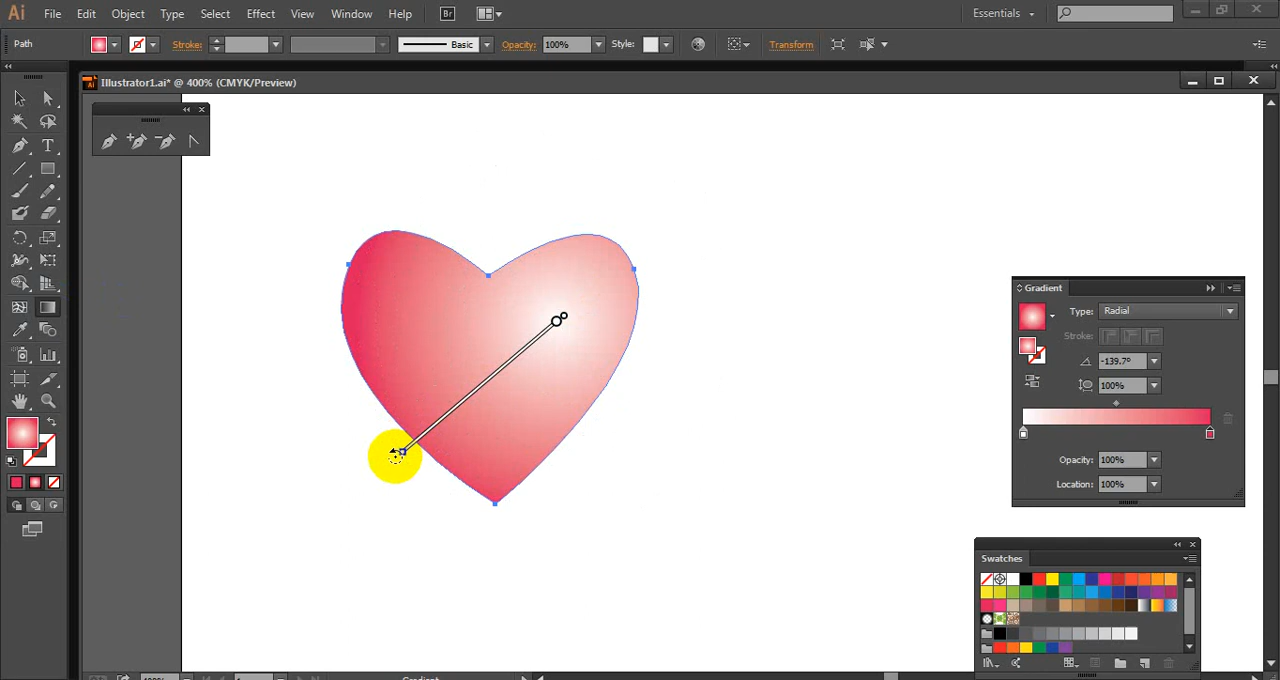 Ai File Edit Object Type Select Effect View Window Help Br Essentials
Path Stroke: Basic Opacity: 100% Style: Transform
Illustrator1.ai* @ 400% (CMYK/Preview)
T
Gradient
Type: Radial
Stroke:
-139.7°
100%
Opacity: 100%
Location: 100%
Swatches
Gradient